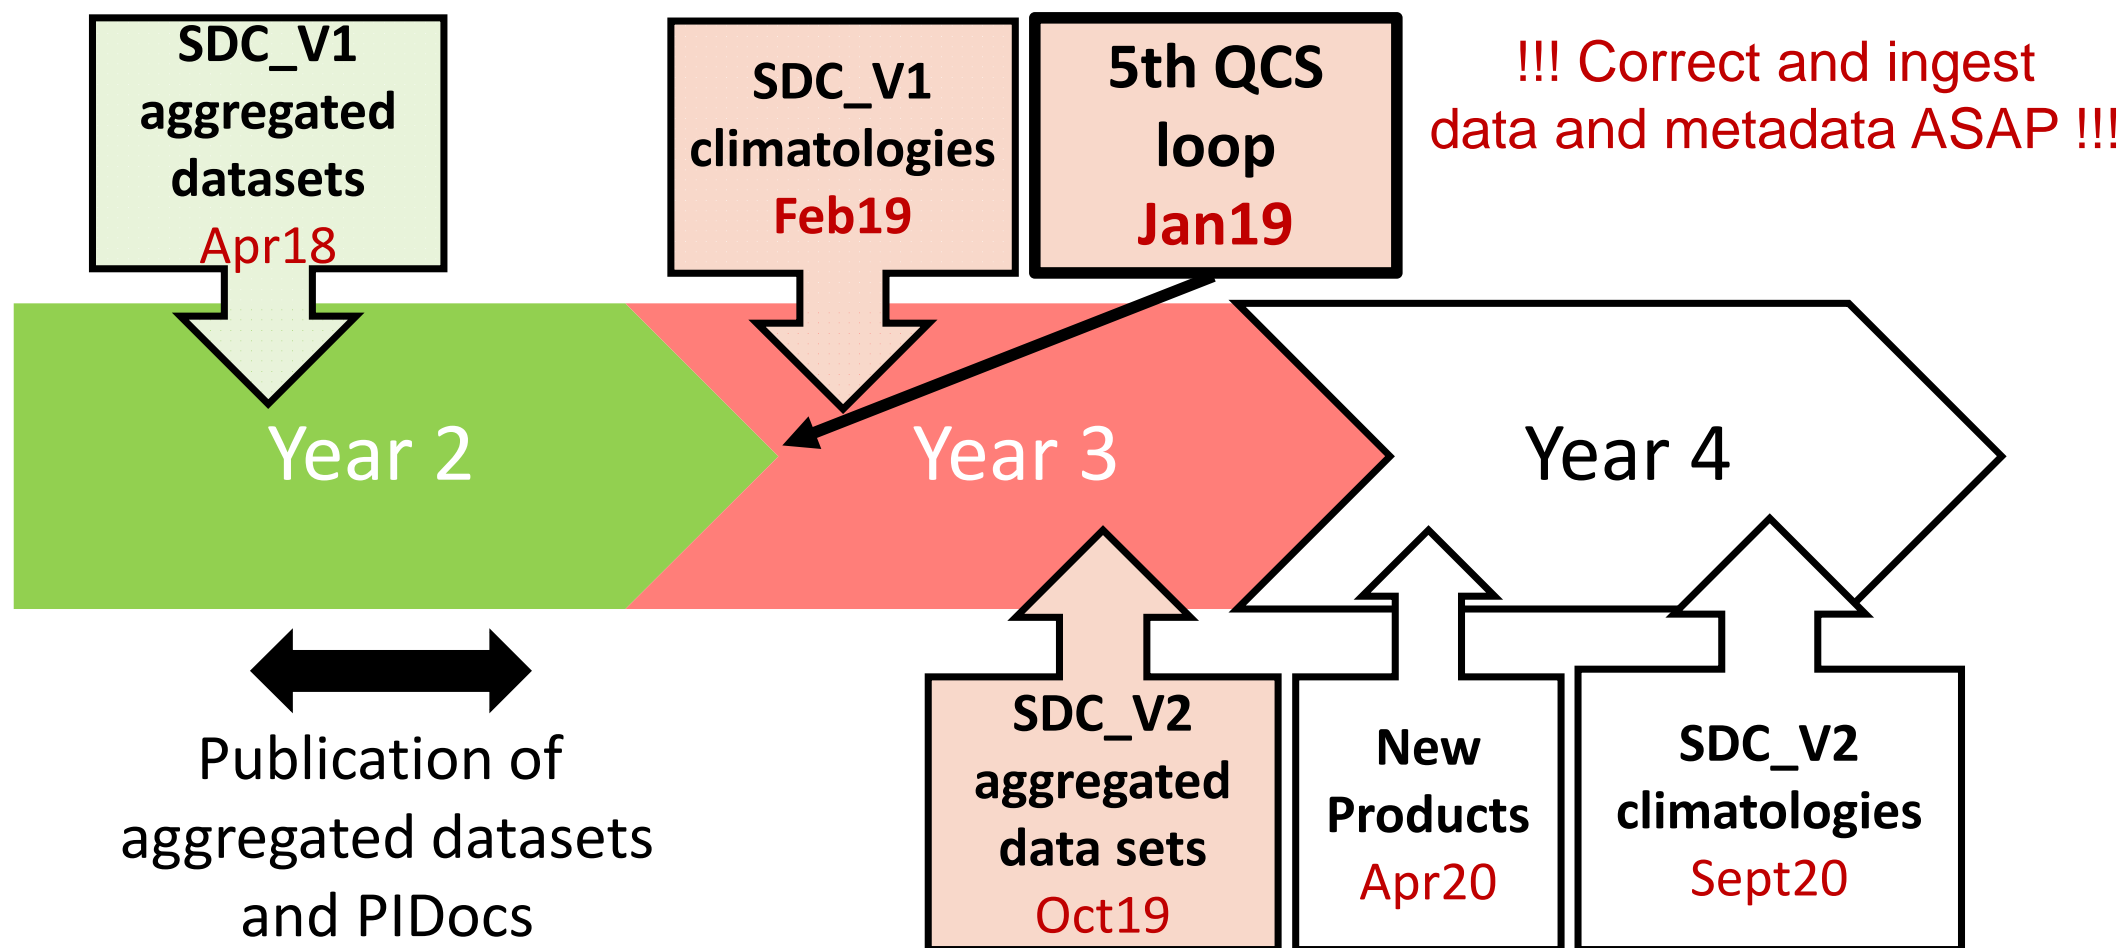 SDC_V1
aggregated
datasets
Apr18
SDC_V1
climatologies
Feb19
5th QCS
loop
Jan19
!!! Correct and ingest
data and metadata ASAP !!!
Year 2
Year 3
Year 4
Publication of
aggregated datasets
and PIDocs
SDC_V2
aggregated
data sets
Oct19
New
Products
Apr20
SDC_V2
climatologies
Sept20